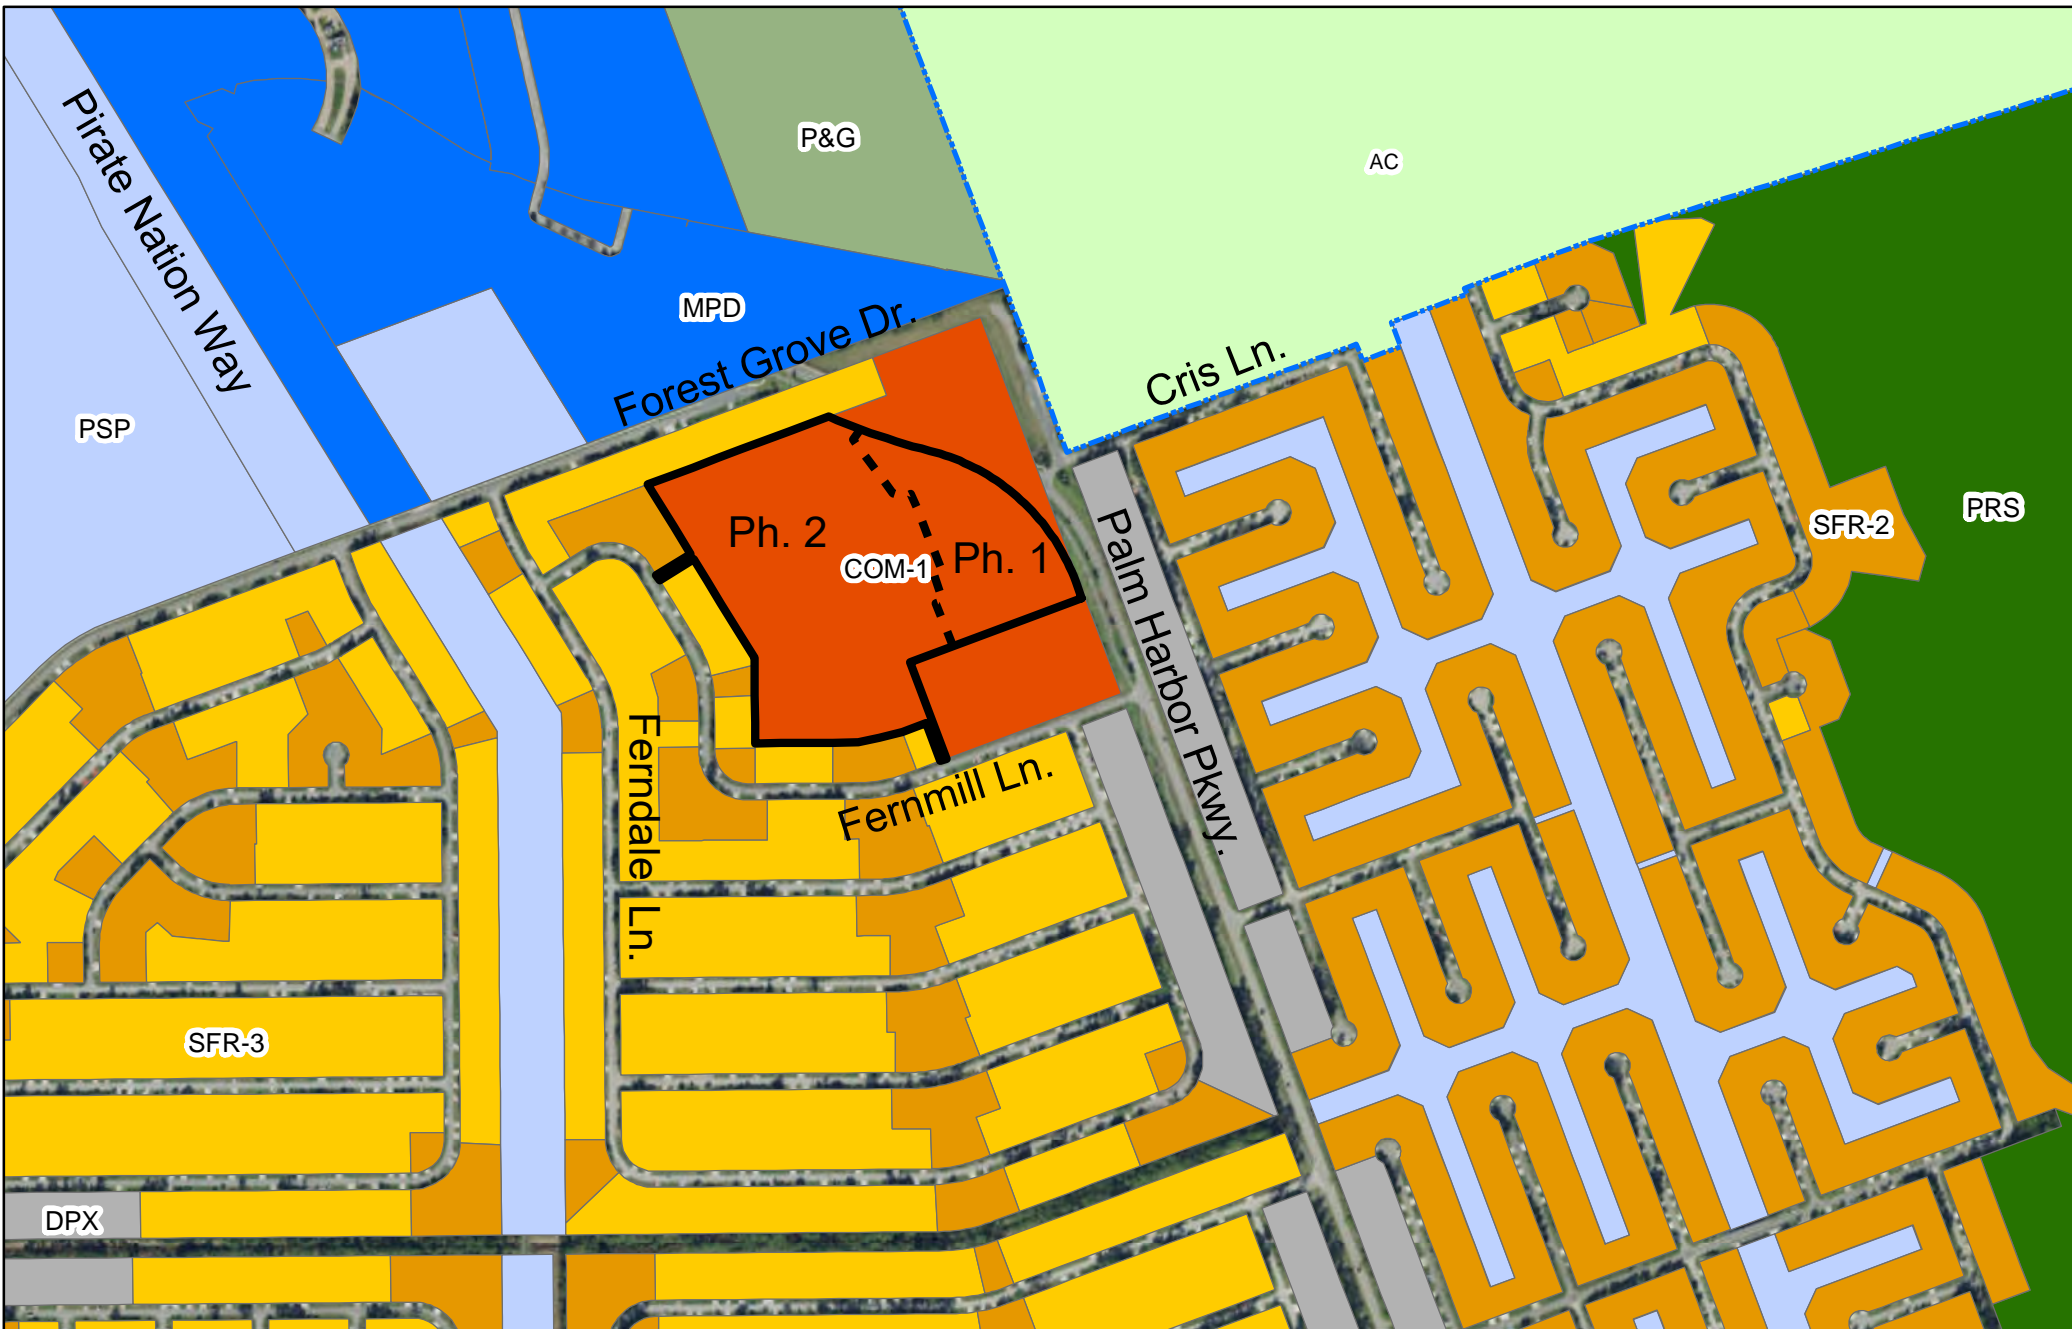 P&G
AC
Pirate Nation Way
MPD
Forest Grove Dr.
Cris Ln.
PSP
PRS
SFR-2
Ph. 2
COM-1
Ph. 1
Palm Harbor Pkwy.
Ferndale Ln.
Fernmill Ln.
SFR-3
DPX